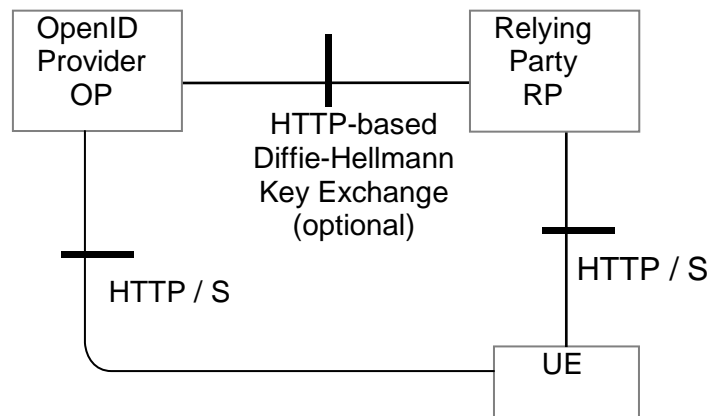 OpenID
Provider
OP
Relying
Party
RP
HTTP-based
Diffie-Hellmann
Key Exchange
(optional)
HTTP / S
HTTP / S
UE